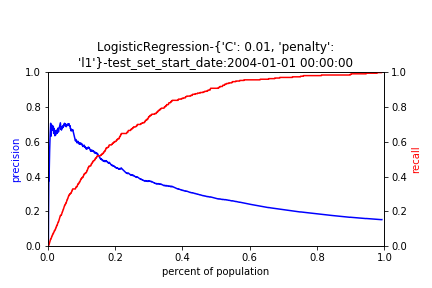 LogisticRegression-{'C': 0.01, 'penalty':
'l1'}-test_set_start_date:2004-01-01 00:00:00
1.0 1.0
0.8 0.8
0.6 0.6
precision recall
0.4 0.4
0.2 0.2
0.0 0.0
0.0 0.2 0.4 0.6 0.8 1.0
percent of population